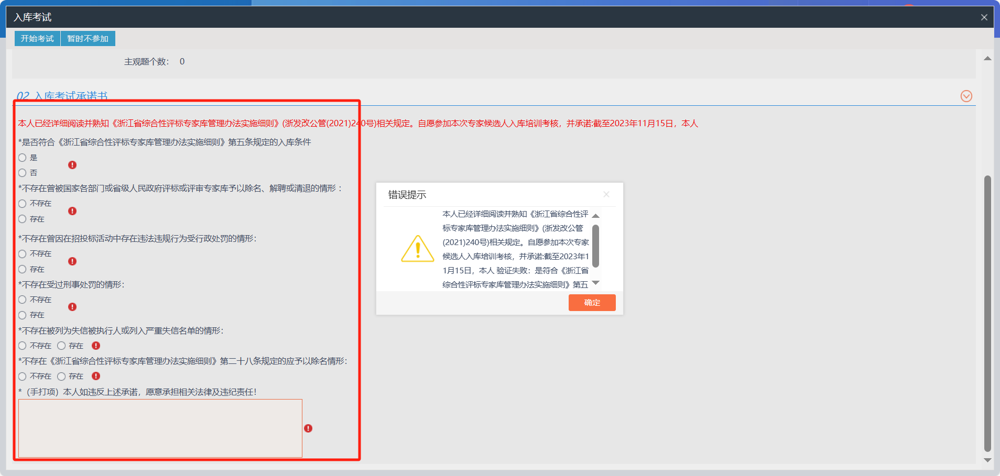 入库考试
开始考试 暂时不参加
主观题个数： 0
02 入库考试承诺书
本人已经详细阅读并熟知《浙江省综合性评标专家库管理办法实施细则》(浙发改公管(2021)240号)相关规定。自愿参加本次专家候选人入库培训考核，并承诺:截至2023年11月15日，本人
*是否符合《浙江省综合性评标专家库管理办法实施细则》第五条规定的入库条件
是
否
*不存在曾被国家各部门或省级人民政府评标或评审专家库予以除名、解聘或清退的情形：
不存在
存在
*不存在曾因在招投标活动中存在违法违规行为受行政处罚的情形：
不存在
存在
*不存在受过刑事处罚的情形：
不存在
存在
*不存在被列为失信被执行人或列入严重失信名单的情形：
不存在 存在
*不存在《浙江省综合性评标专家库管理办法实施细则》第二十八条规定的应予以除名情形：
不存在 存在
*（手打项）本人如违反上述承诺，愿意承担相关法律及违纪责任！
错误提示
本人已经详细阅读并熟知《浙江省综合性评
标专家库管理办法实施细则》(浙发改公管
(2021)240号)相关规定。自愿参加本次专家
候选人入库培训考核，并承诺:截至2023年1
1月15日，本人 验证失败：是符合《浙江省
综合性评标专家库管理办法实施细则》第五
确定